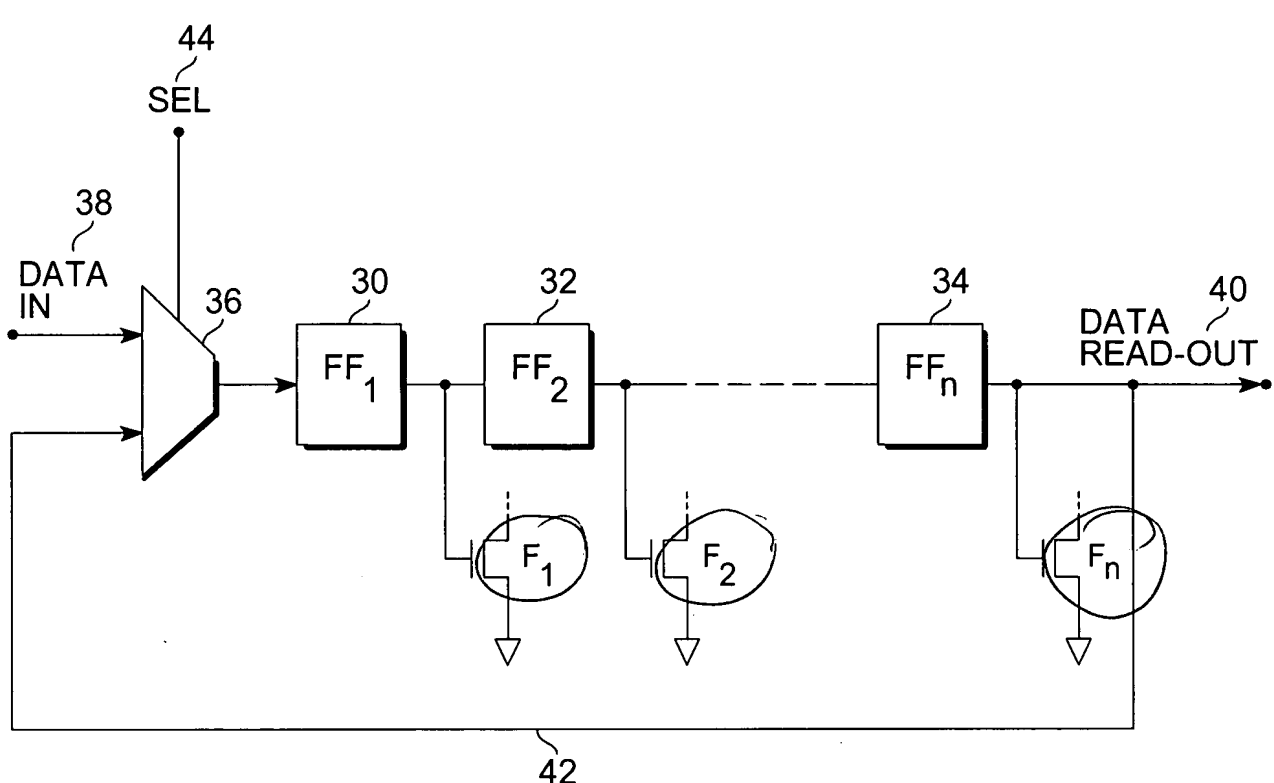 44
SEL
38
DATA
IN
36
30
32
34
40
DATA
READ-OUT
FF1
FF2
FFn
F1
F2
Fn
42